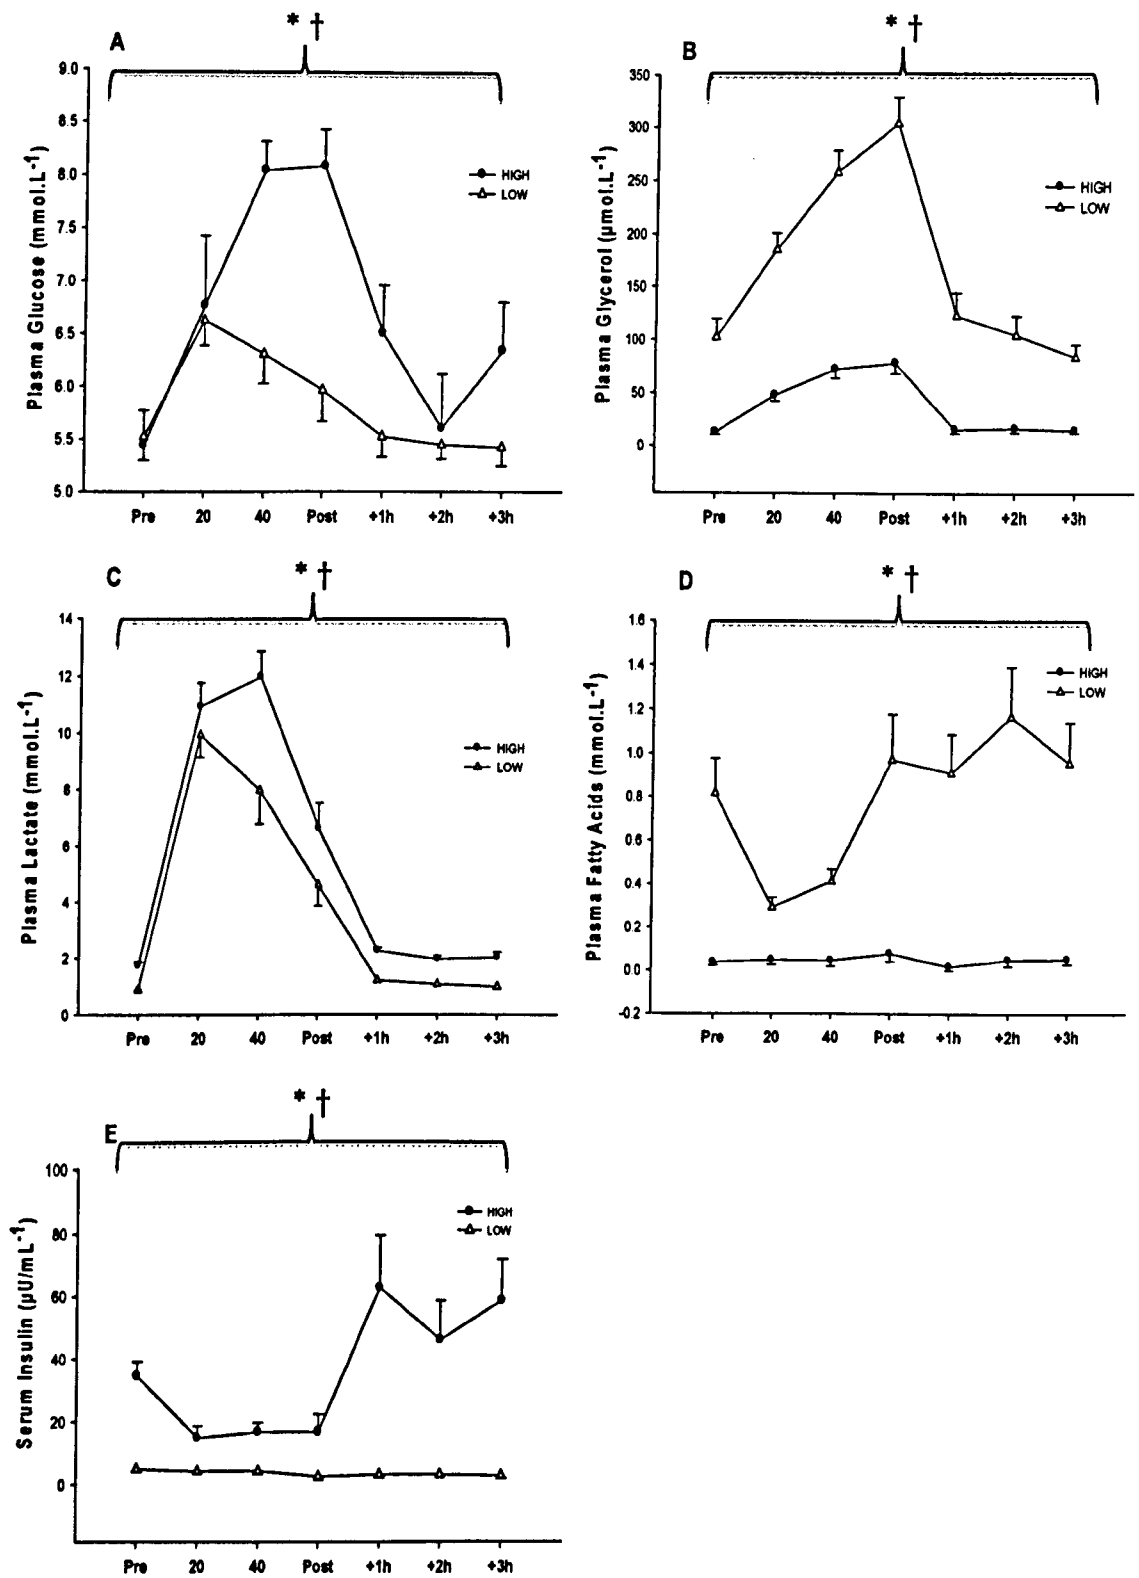 * †
A
9.0
8.5
8.0
7.5
7.0
6.5
6.0
5.5
5.0
Plasma Glucose (mmol.L-1)
HIGH
LOW
Pre 20 40 Post +1h +2h +3h
* †
B
350
300
250
200
150
100
50
0
Plasma Glycerol (µmol.L-1)
HIGH
LOW
Pre 20 40 Post +1h +2h +3h
* †
C
14
12
10
8
6
4
2
0
Plasma Lactate (mmol.L-1)
HIGH
LOW
Pre 20 40 Post +1h +2h +3h
* †
D
1.6
1.4
1.2
1.0
0.8
0.6
0.4
0.2
0.0
-0.2
Plasma Fatty Acids (mmol.L-1)
HIGH
LOW
Pre 20 40 Post +1h +2h +3h
* †
E
100
80
60
40
20
0
Serum Insulin (µU/mL-1)
HIGH
LOW
Pre 20 40 Post +1h +2h +3h